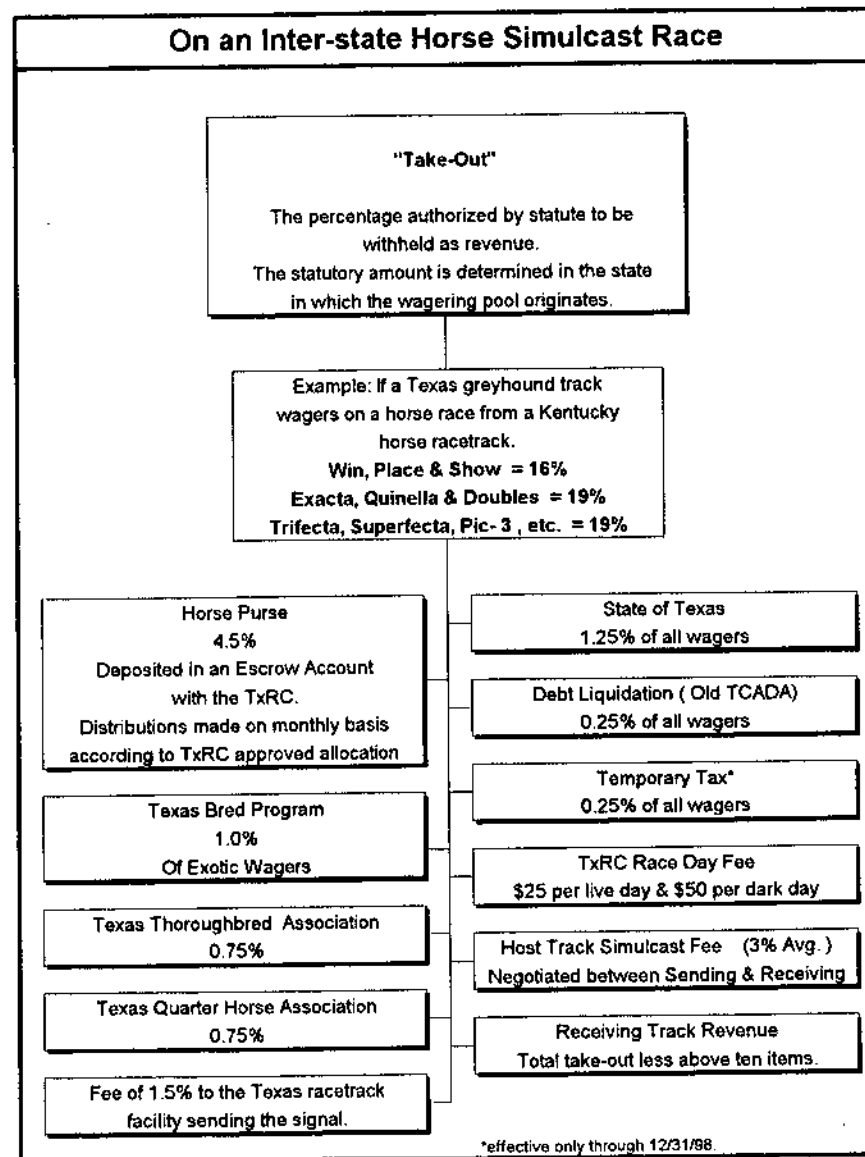 On an Inter-state Horse Simulcast Race
"Take-Out"
The percentage authorized by statute to be
withheld as revenue.
The statutory amount is determined in the state
in which the wagering pool originates.
Example: If a Texas greyhound track
wagers on a horse race from a Kentucky
horse racetrack.
Win, Place & Show = 16%
Exacta, Quinella & Doubles = 19%
Trifecta, Superfecta, Pic- 3 , etc. = 19%
Horse Purse
4.5%
Deposited in an Escrow Account
with the TxRC.
Distributions made on monthly basis
according to TxRC approved allocation
Texas Bred Program
1.0%
Of Exotic Wagers
Texas Thoroughbred Association
0.75%
Texas Quarter Horse Association
0.75%
Fee of 1.5% to the Texas racetrack
facility sending the signal.
State of Texas
1.25% of all wagers
Debt Liquidation ( Old TCADA)
0.25% of all wagers
Temporary Tax*
0.25% of all wagers
TxRC Race Day Fee
$25 per live day & $50 per dark day
Host Track Simulcast Fee (3% Avg. )
Negotiated between Sending & Receiving
Receiving Track Revenue
Total take-out less above ten items.
*effective only through 12/31/98.